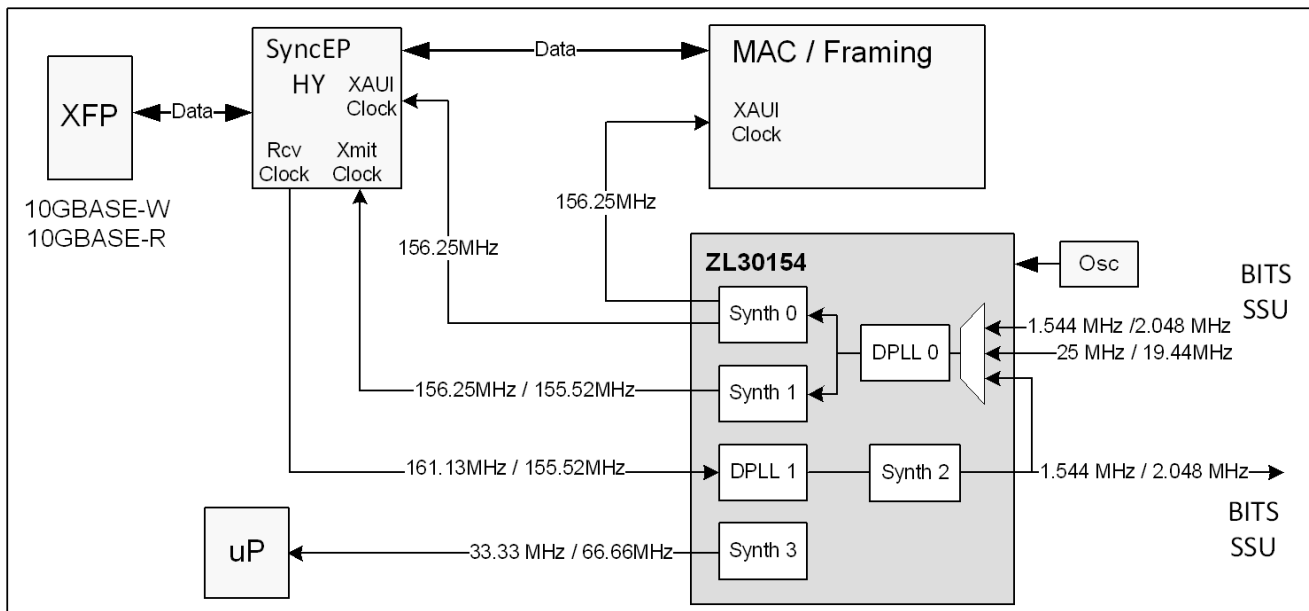 SyncEP
HY
XAUI
Clock
Rcv
Clock
Xmit
Clock
Data
MAC / Framing
XAUI
Clock
XFP
Data
10GBASE-W
10GBASE-R
156.25MHz
156.25MHz
ZL30154
Osc
BITS
SSU
Synth 0
DPLL 0
1.544 MHz /2.048 MHz
25 MHz / 19.44MHz
156.25MHz / 155.52MHz
Synth 1
161.13MHz / 155.52MHz
DPLL 1
Synth 2
1.544 MHz / 2.048 MHz
BITS
SSU
uP
33.33 MHz / 66.66MHz
Synth 3